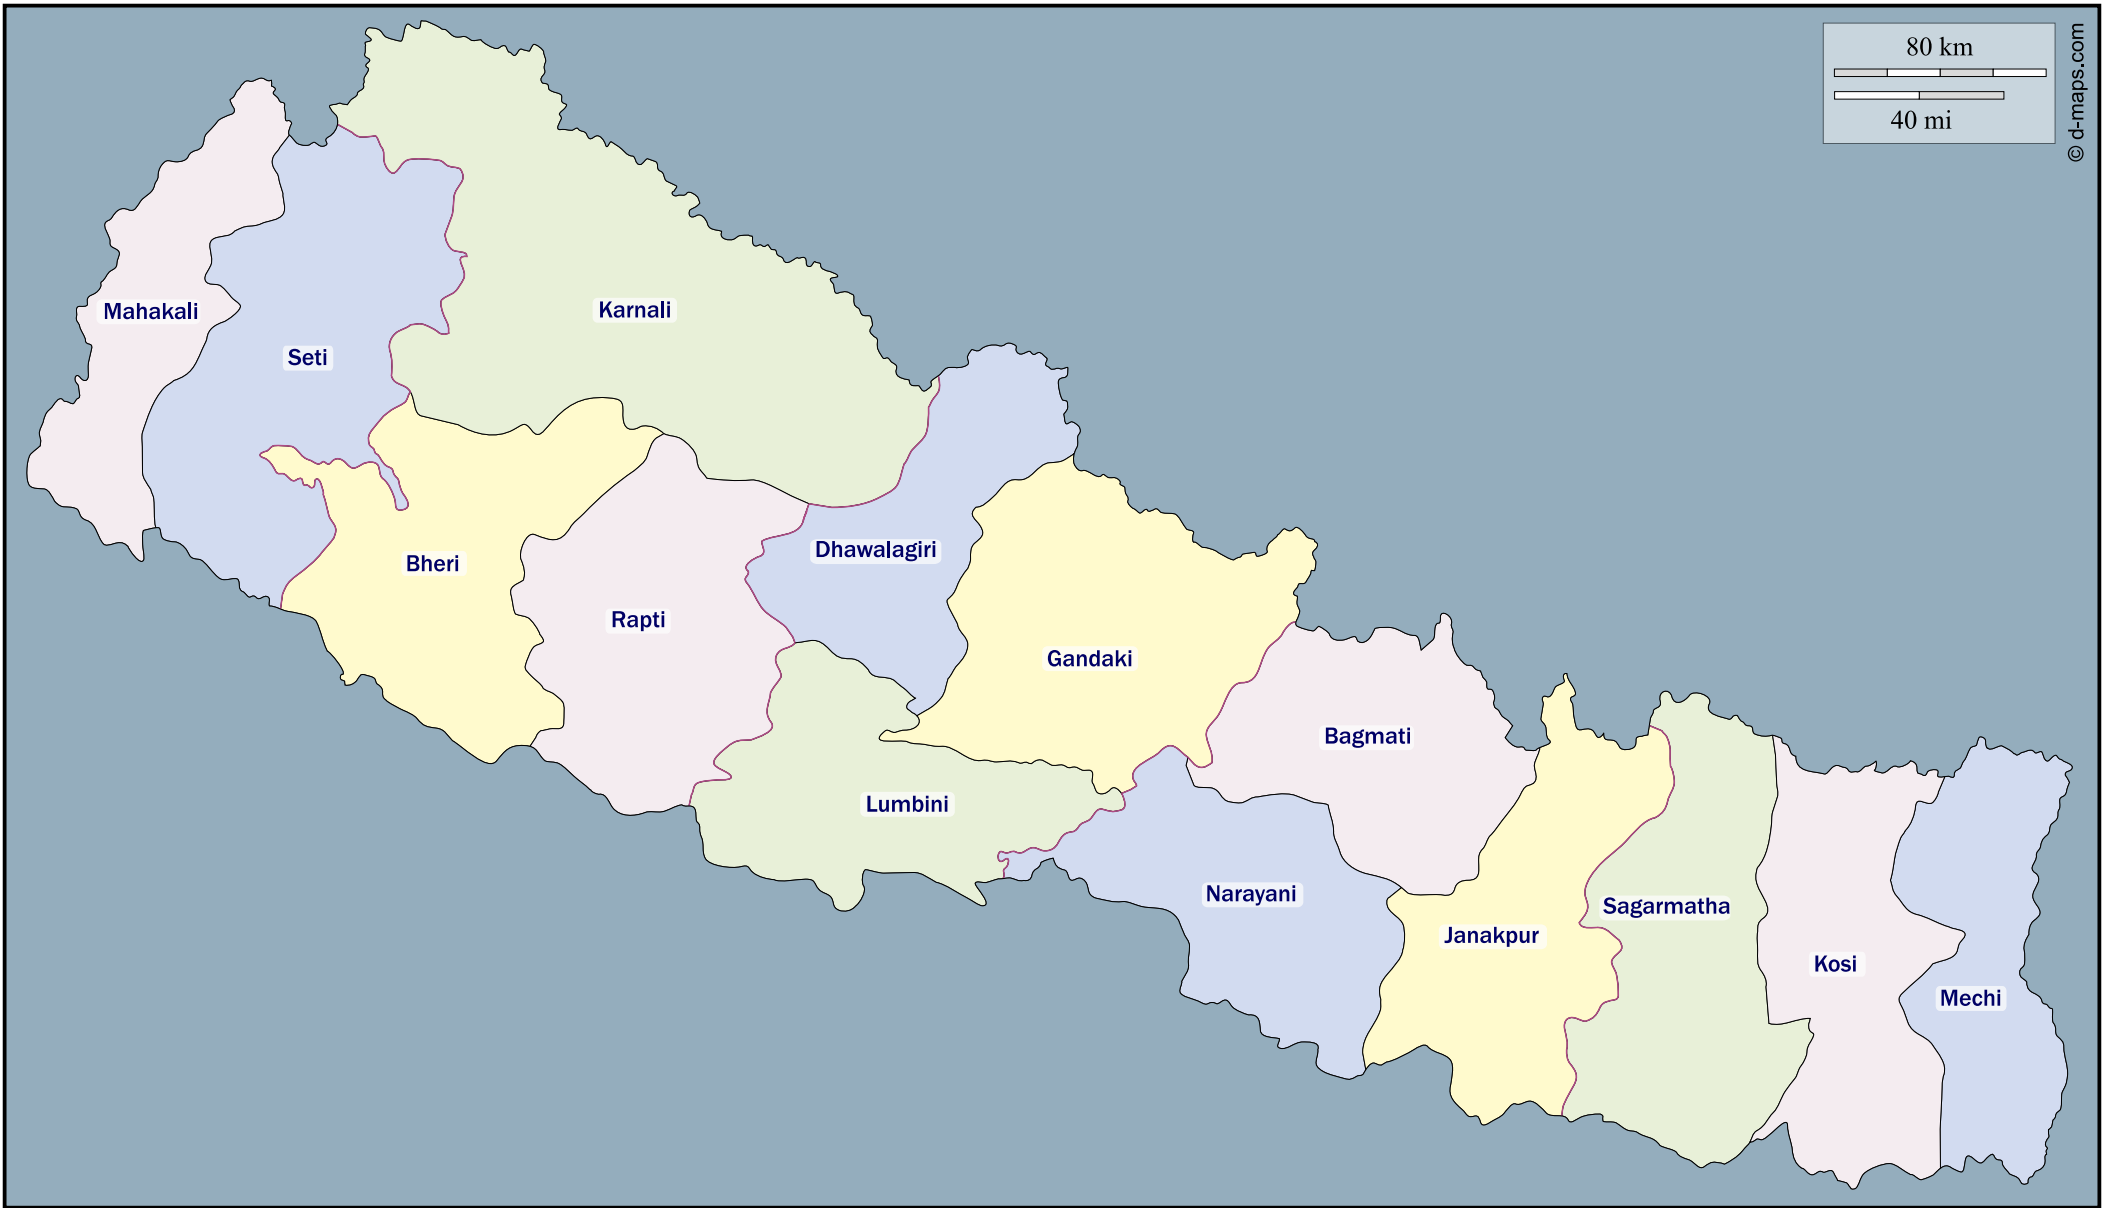 80 km
40 mi
© d-maps.com
Mahakali
Seti
Karnali
Bheri
Rapti
Dhawalagiri
Gandaki
Lumbini
Bagmati
Narayani
Janakpur
Sagarmatha
Kosi
Mechi